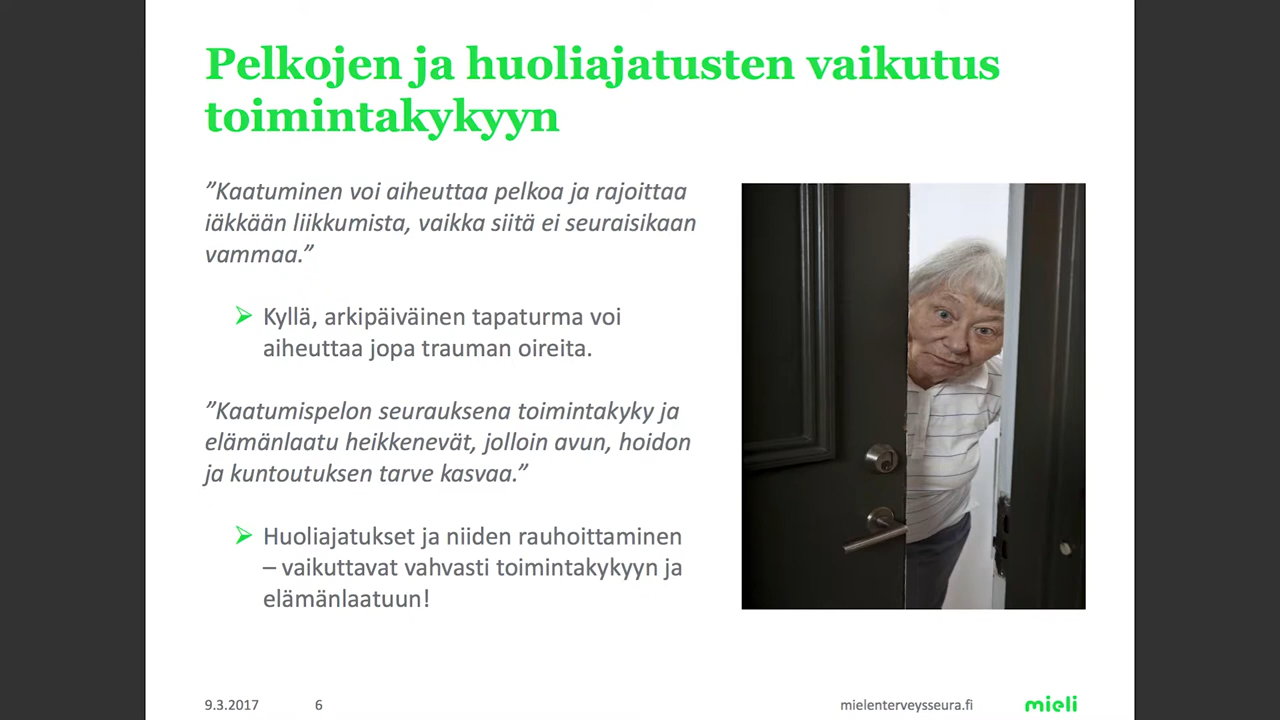 Pelkojen ja huoliajatusten vaikutus
toimintakykyyn
”Kaatuminen voi aiheuttaa pelkoa ja rajoittaa
iäkkään liikkumista, vaikka siitä ei seuraisikaan
vammaa.”
Kyllä, arkipäiväinen tapaturma voi
aiheuttaa jopa trauman oireita.
”Kaatumispelon seurauksena toimintakyky ja
elämänlaatu heikkenevät, jolloin avun, hoidon
ja kuntoutuksen tarve kasvaa.”
Huoliajatukset ja niiden rauhoittaminen
– vaikuttavat vahvasti toimintakykyyn ja
elämänlaatuun!
9.3.2017 6 mielenterveysseura.fi mieli